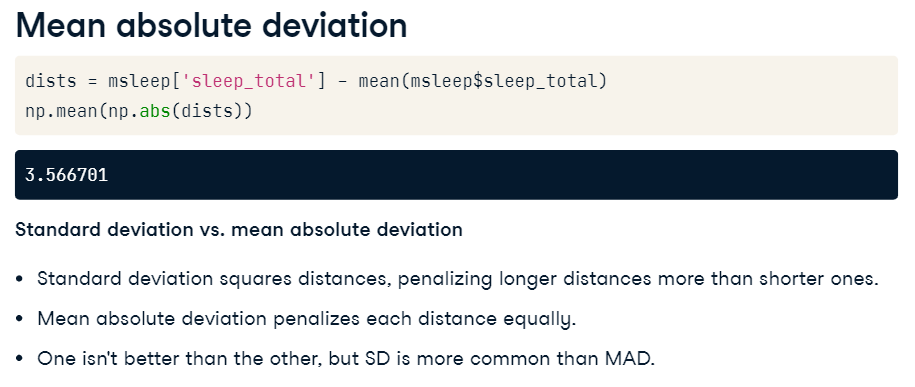 Mean absolute deviation
dists = msleep['sleep_total'] - mean(msleep$sleep_total)
np.mean(np.abs(dists))
3.566701
Standard deviation vs. mean absolute deviation
• Standard deviation squares distances, penalizing longer distances more than shorter ones.
• Mean absolute deviation penalizes each distance equally.
• One isn't better than the other, but SD is more common than MAD.